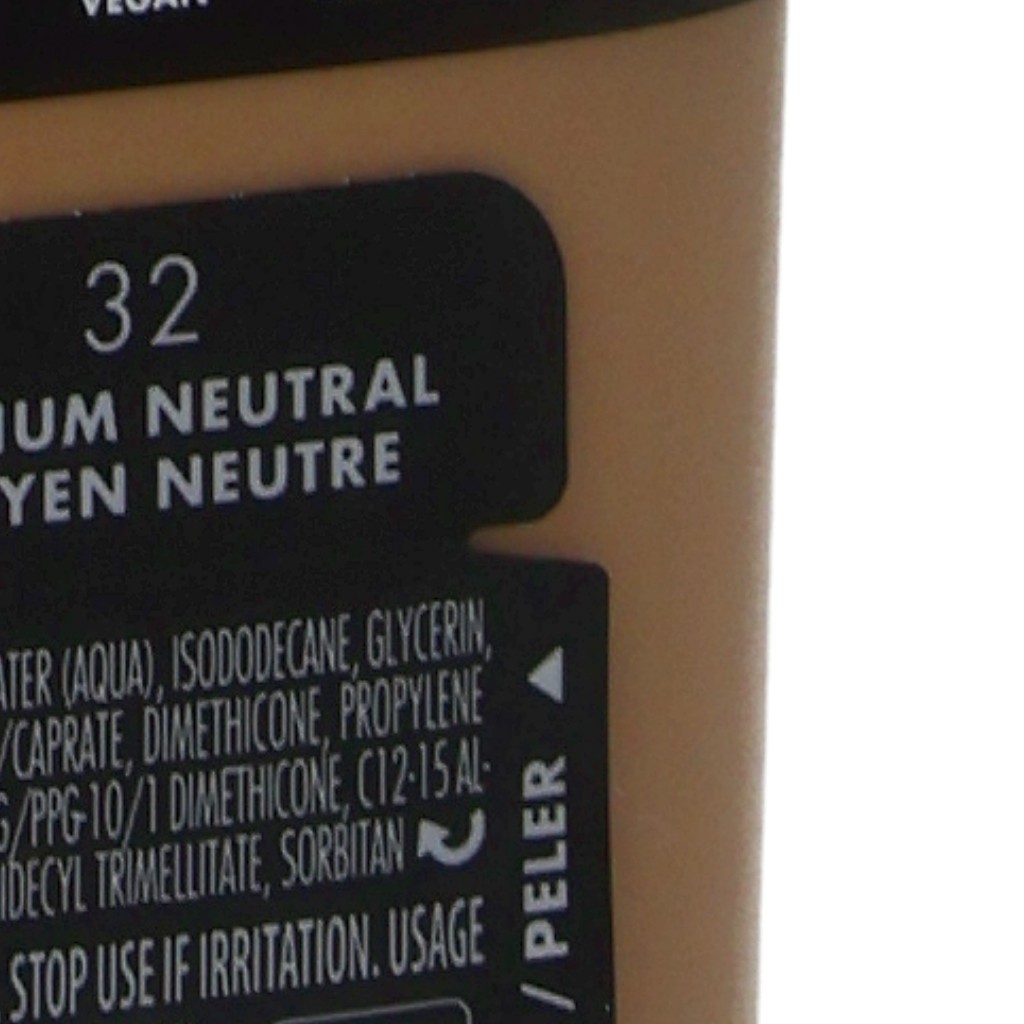 VEGAN
32
IUM NEUTRAL
YEN NEUTRE
ATER (AQUA), ISODODECANE, GLYCERIN,
/CAPRATE, DIMETHICONE, PROPYLENE
G/PPG-10/1 DIMETHICONE, C12-15 AL-
IDECYL TRIMELLITATE, SORBITAN
STOP USE IF IRRITATION. USAGE
/ PELER